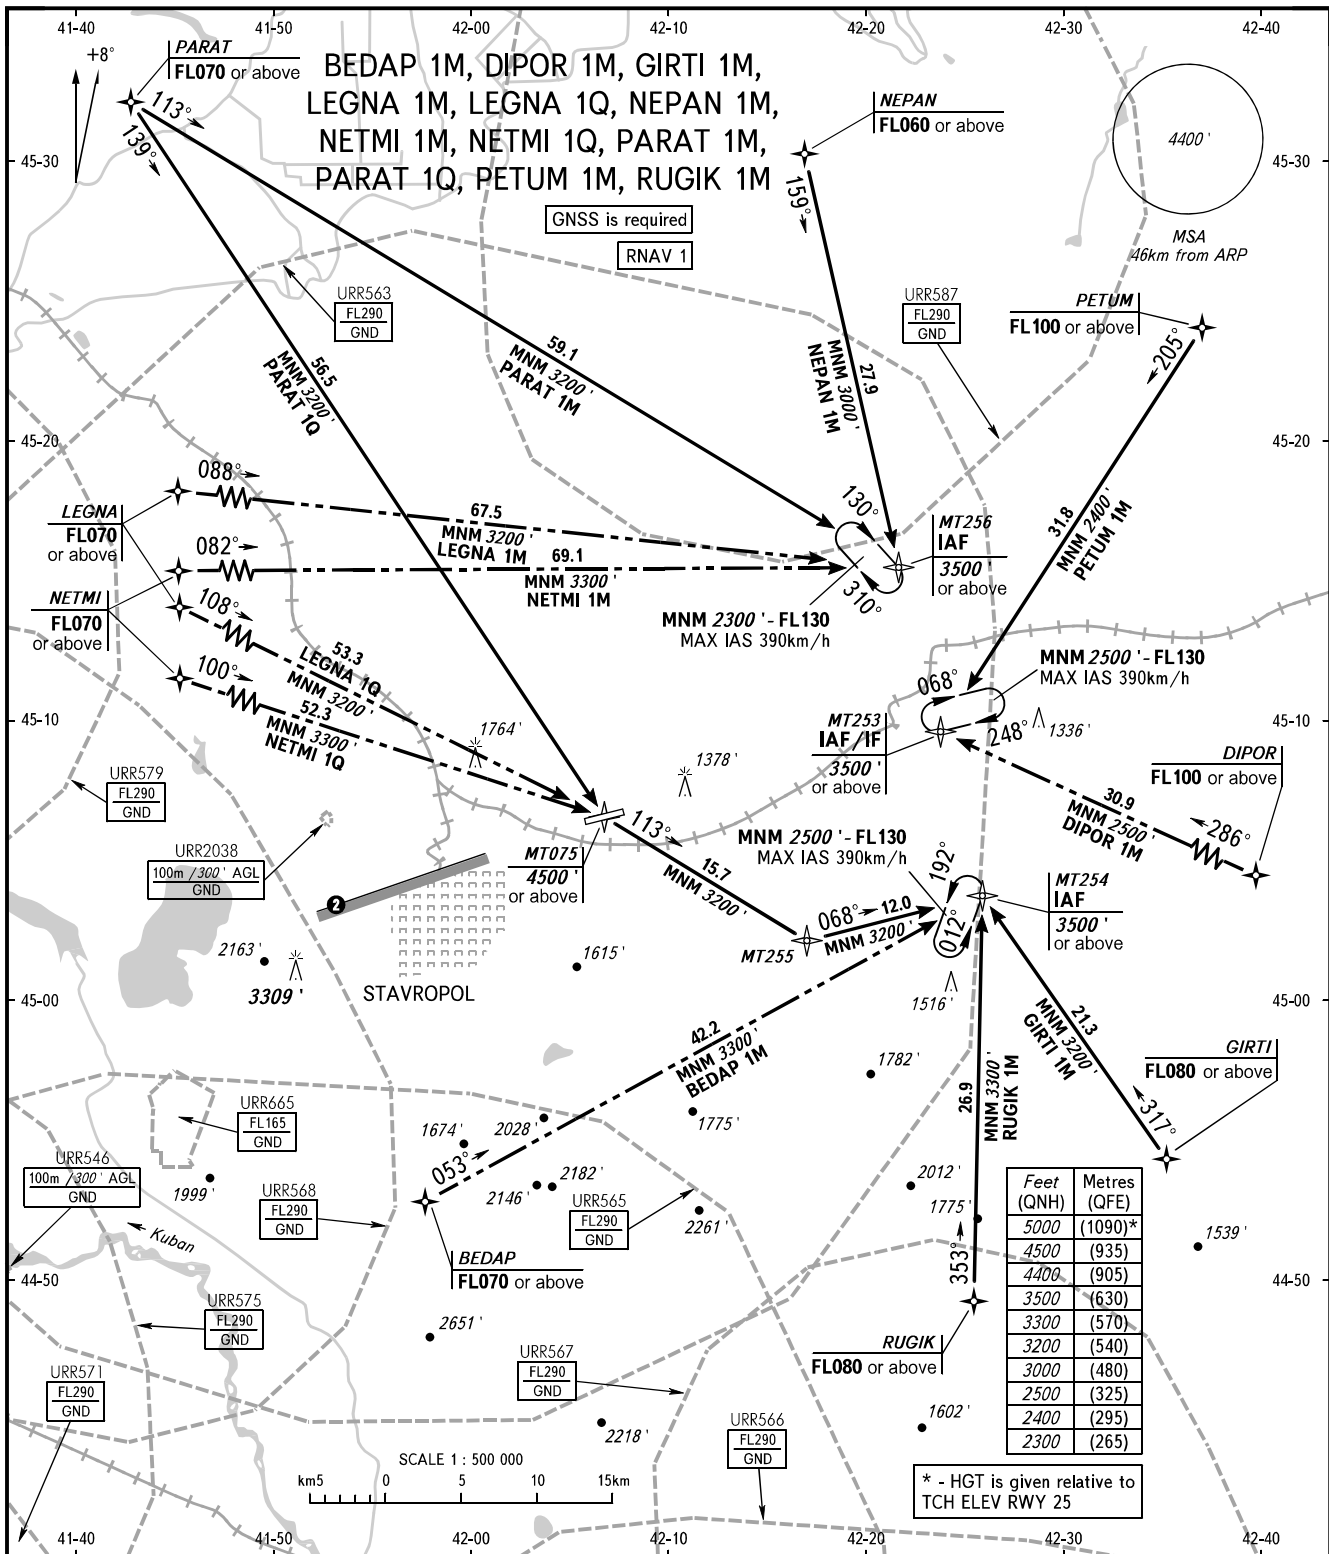 41-40
41-50
42-00
42-10
42-20
42-30
42-40
+8°
PARAT
FL070 or above
BEDAP 1M, DIPOR 1M, GIRTI 1M,
LEGNA 1M, LEGNA 1Q, NEPAN 1M,
NETMI 1M, NETMI 1Q, PARAT 1M,
PARAT 1Q, PETUM 1M, RUGIK 1M
GNSS is required
RNAV 1
113°
139°
NEPAN
FL060 or above
159°
4400 '
MSA
46km from ARP
45-30
45-30
URR563
FL290
GND
URR587
FL290
GND
PETUM
FL100 or above
205°
56.5
MNM 3200 '
PARAT 1Q
59.1
MNM 3200 '
PARAT 1M
27.9
MNM 3000 '
NEPAN 1M
31.8
MNM 2400 '
PETUM 1M
45-20
45-20
LEGNA
FL070
or above
088°
67.5
MNM 3200 '
LEGNA 1M
082°
69.1
MNM 3300 '
NETMI 1M
130°
310°
MT256
IAF
3500 '
or above
MNM 2300 '- FL130
MAX IAS 390km/h
NETMI
FL070
or above
108°
53.3
LEGNA 1Q
MNM 3200 '
100°
52.3
MNM 3300 '
NETMI 1Q
MNM 2500 '- FL130
MAX IAS 390km/h
068°
248°
1336 '
MT253
IAF/IF
3500 '
or above
45-10
45-10
1764 '
1378 '
DIPOR
FL100 or above
30.9
MNM 2500 '
DIPOR 1M
286°
URR579
FL290
GND
URR2038
100m /300 ' AGL
GND
MT075
4500 '
or above
113°
15.7
MNM 3200 '
MNM 2500 '- FL130
MAX IAS 390km/h
192°
012°
MT254
IAF
3500 '
or above
068°
12.0
MNM 3200 '
MT255
2
2163 '
3309 '
STAVROPOL
1615 '
1516 '
45-00
45-00
42.2
MNM 3300 '
BEDAP 1M
1782 '
21.3
MNM 3200 '
GIRTI 1M
GIRTI
FL080 or above
317°
26.9
MNM 3300 '
RUGIK 1M
URR665
FL165
GND
1674 '
2028 '
1775 '
053°
URR546
100m /300 ' AGL
GND
1999 '
URR568
FL290
GND
2146 '
2182 '
URR565
FL290
GND
2261 '
2012 '
1775 '
353°
1539 '
Kuban
BEDAP
FL070 or above
44-50
44-50
URR575
FL290
GND
2651 '
RUGIK
FL080 or above
URR571
FL290
GND
URR567
FL290
GND
URR566
FL290
GND
2218 '
1602 '
Feet Metres
(QNH) (QFE)
5000 (1090)*
4500 (935)
4400 (905)
3500 (630)
3300 (570)
3200 (540)
3000 (480)
2500 (325)
2400 (295)
2300 (265)
* - HGT is given relative to
TCH ELEV RWY 25
SCALE 1 : 500 000
km5 0 5 10 15km
41-40
41-50
42-00
42-10
42-20
42-30
42-40